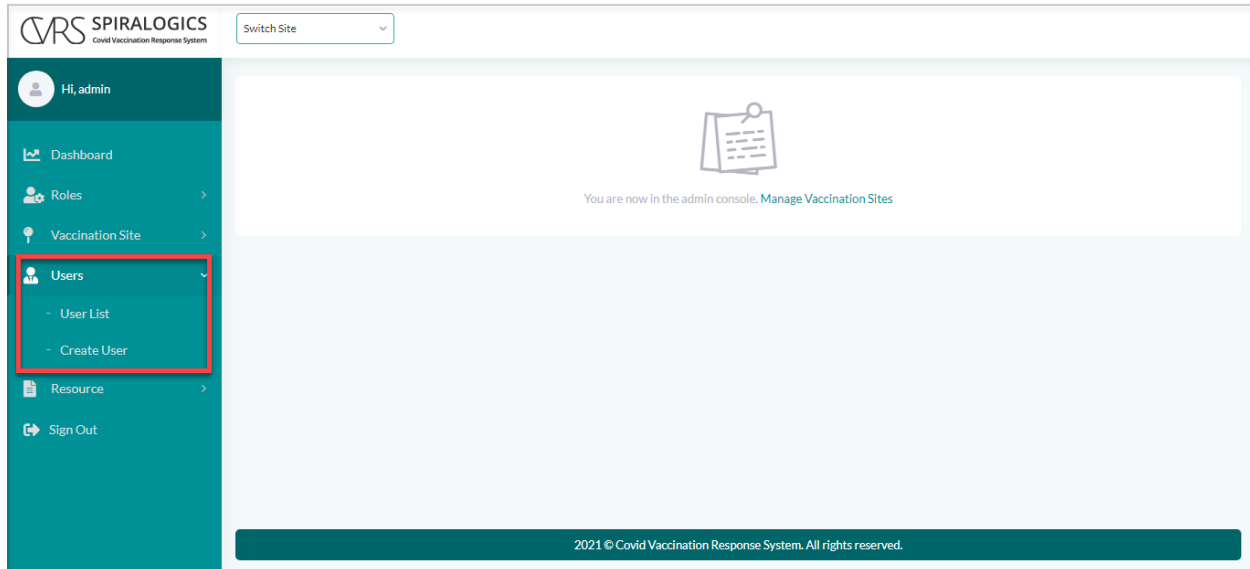 CVRS SPIRALOGICS
Covid Vaccination Response System
Switch Site
Hi, admin
Dashboard
Roles
Vaccination Site
Users
- User List
- Create User
Resource
Sign Out
You are now in the admin console. Manage Vaccination Sites
2021 © Covid Vaccination Response System. All rights reserved.